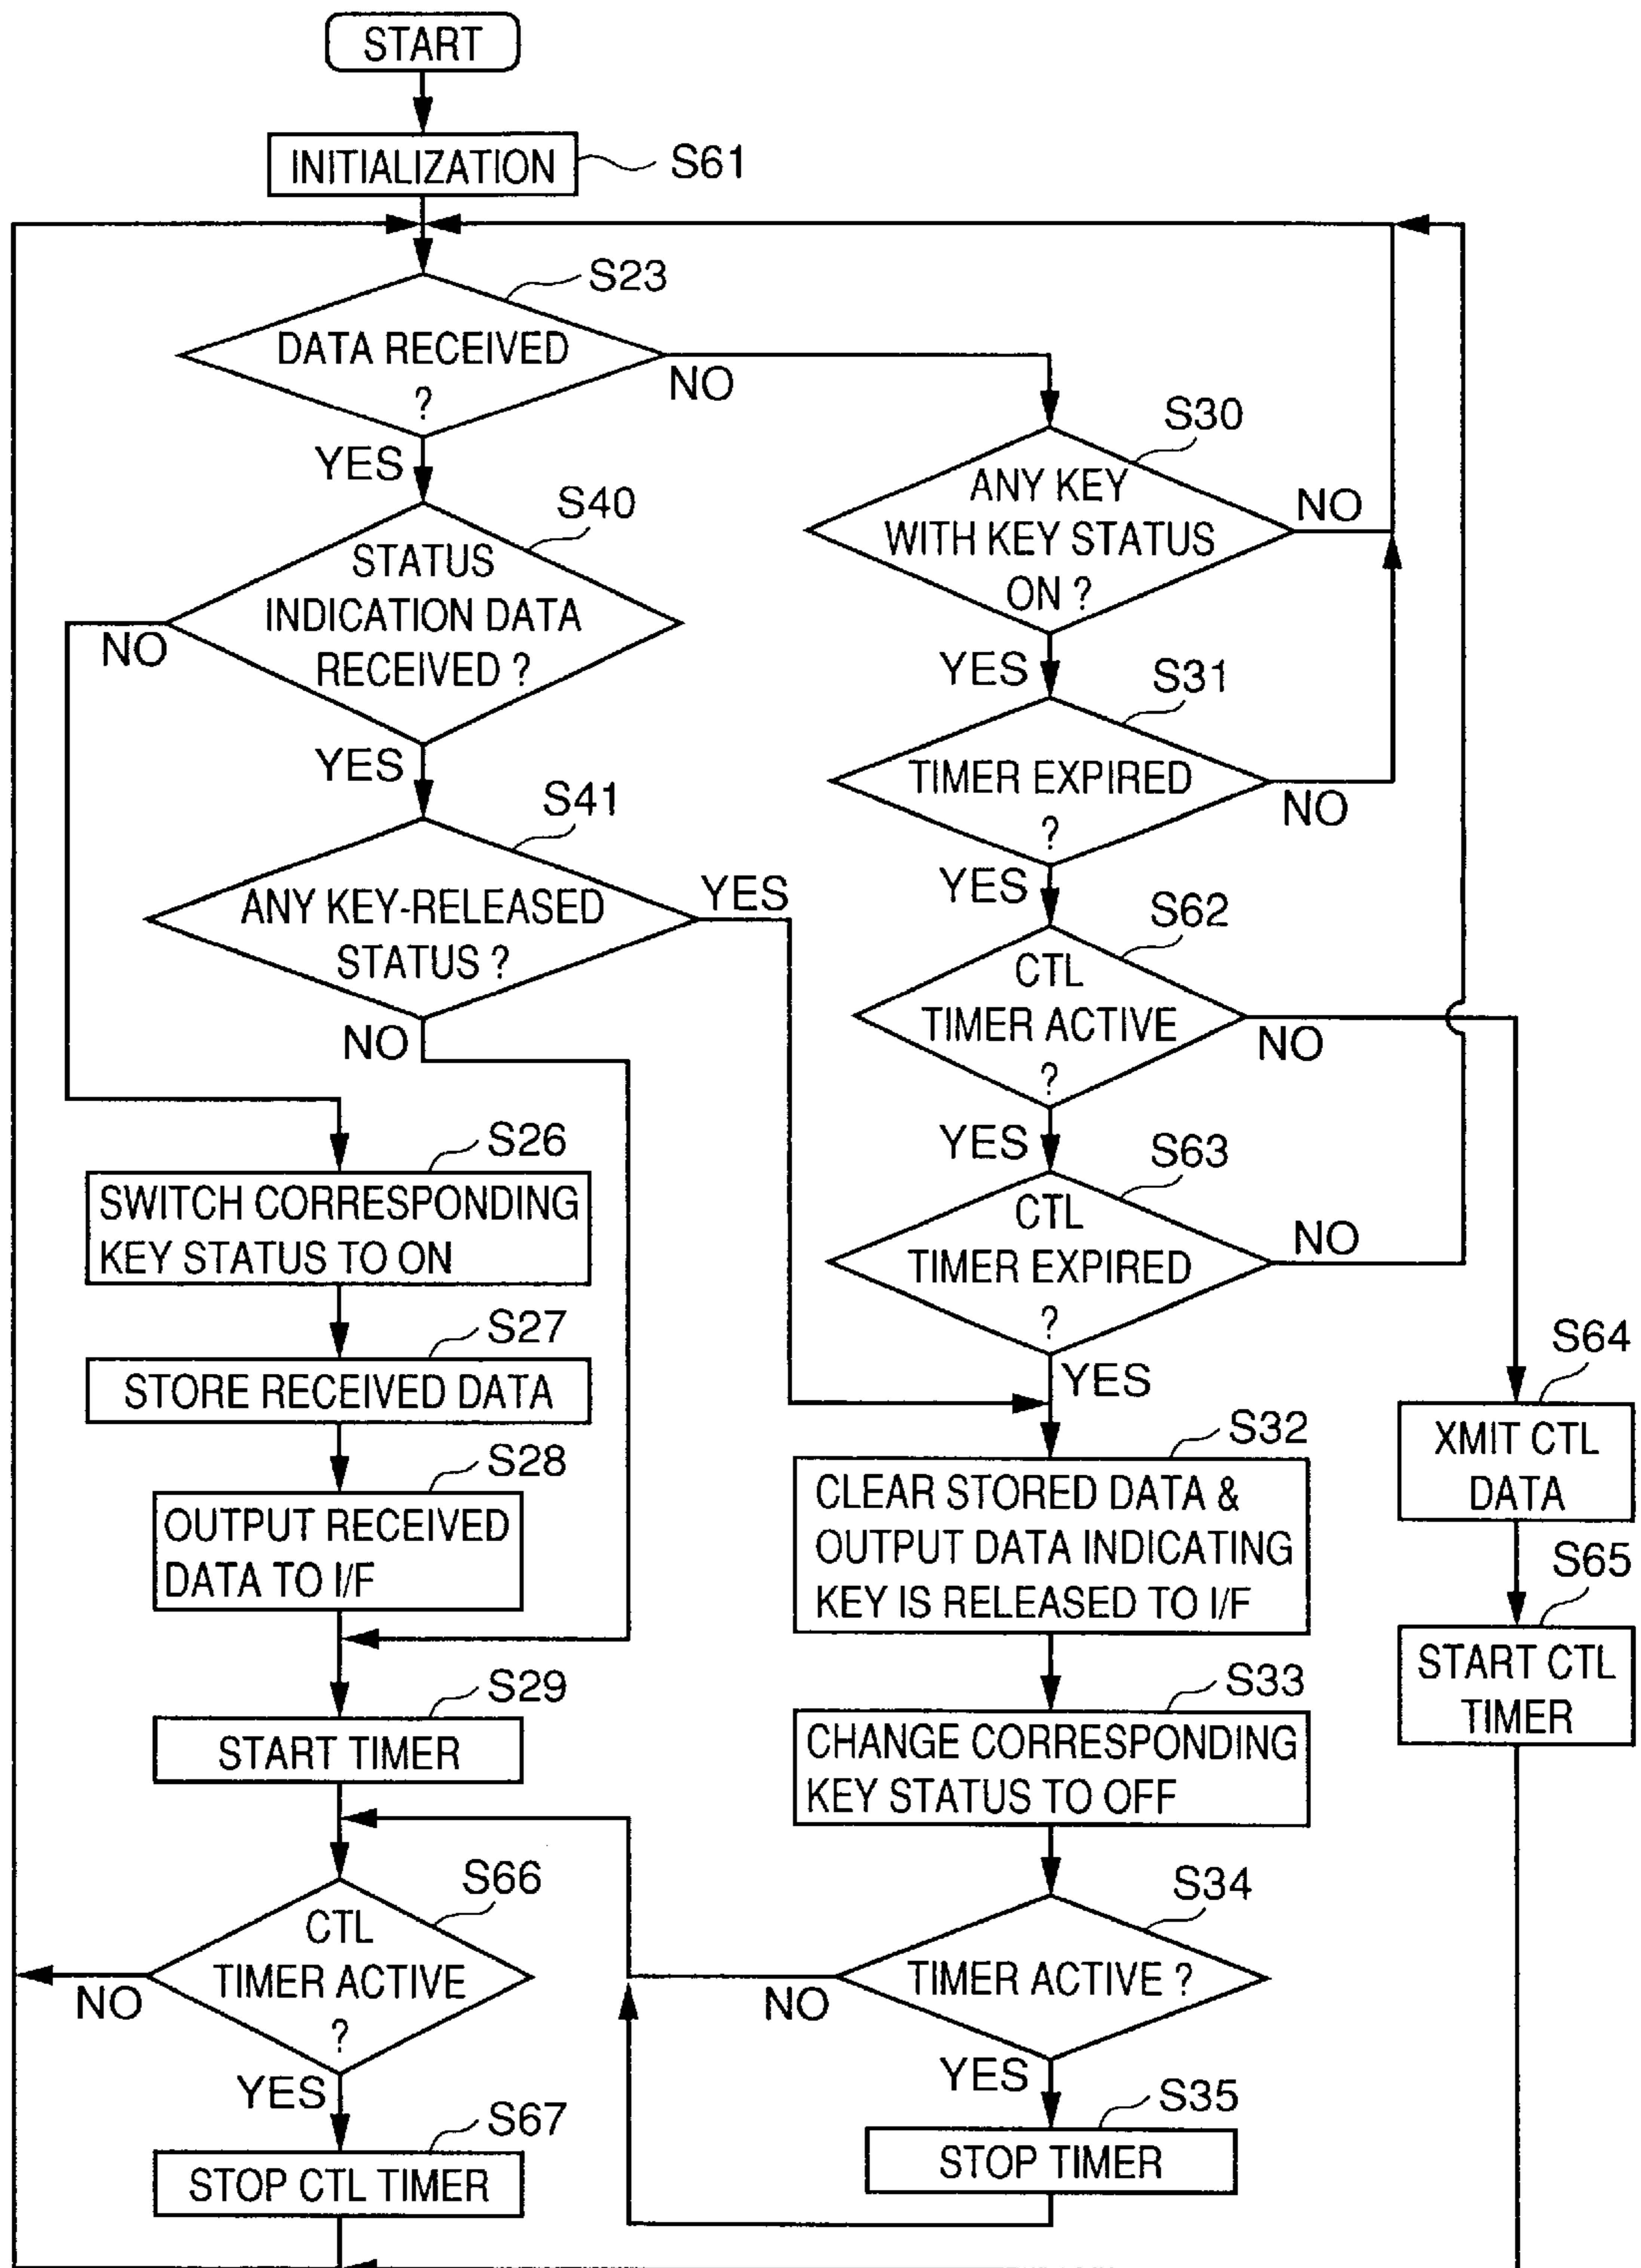 START
INITIALIZATION
S61
S23
DATA RECEIVED
?
NO
YES
S30
ANY KEY
WITH KEY STATUS
ON ?
NO
YES
S40
STATUS
INDICATION DATA
RECEIVED ?
NO
YES
S31
TIMER EXPIRED
?
NO
YES
S41
ANY KEY-RELEASED
STATUS ?
YES
NO
S62
CTL
TIMER ACTIVE
?
NO
YES
S63
CTL
TIMER EXPIRED
?
NO
YES
S26
SWITCH CORRESPONDING
KEY STATUS TO ON
S27
STORE RECEIVED DATA
S28
OUTPUT RECEIVED
DATA TO I/F
S64
XMIT CTL
DATA
S65
START CTL
TIMER
S32
CLEAR STORED DATA &
OUTPUT DATA INDICATING
KEY IS RELEASED TO I/F
S29
START TIMER
S33
CHANGE CORRESPONDING
KEY STATUS TO OFF
S66
CTL
TIMER ACTIVE
?
NO
YES
S34
TIMER ACTIVE ?
NO
YES
S67
STOP CTL TIMER
S35
STOP TIMER